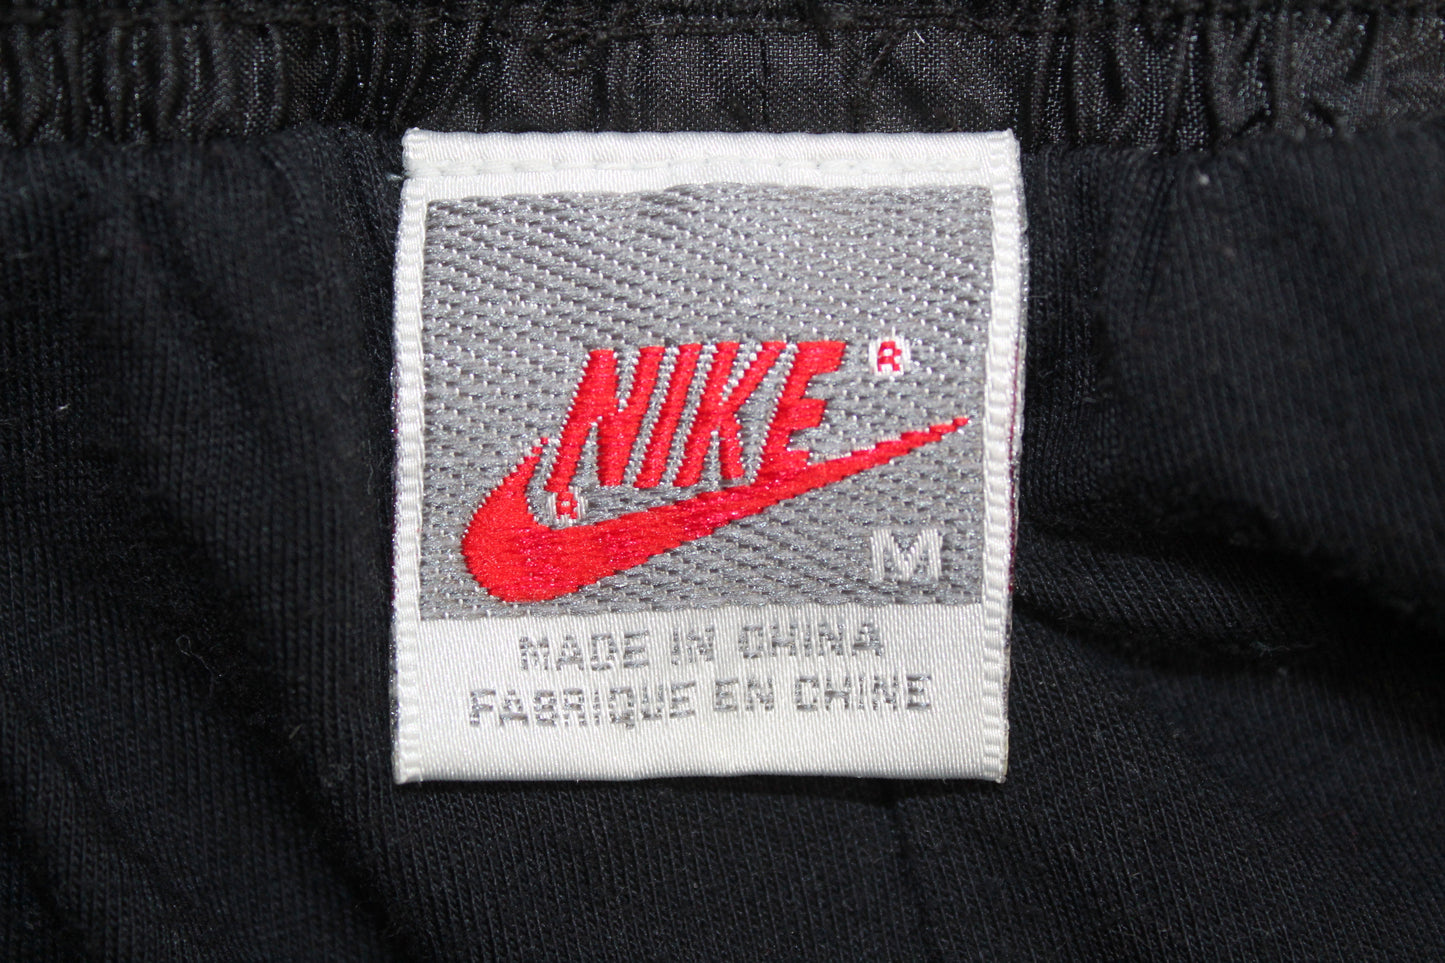 NIKE ®
®
M
MADE IN CHINA
FABRIQUE EN CHINE